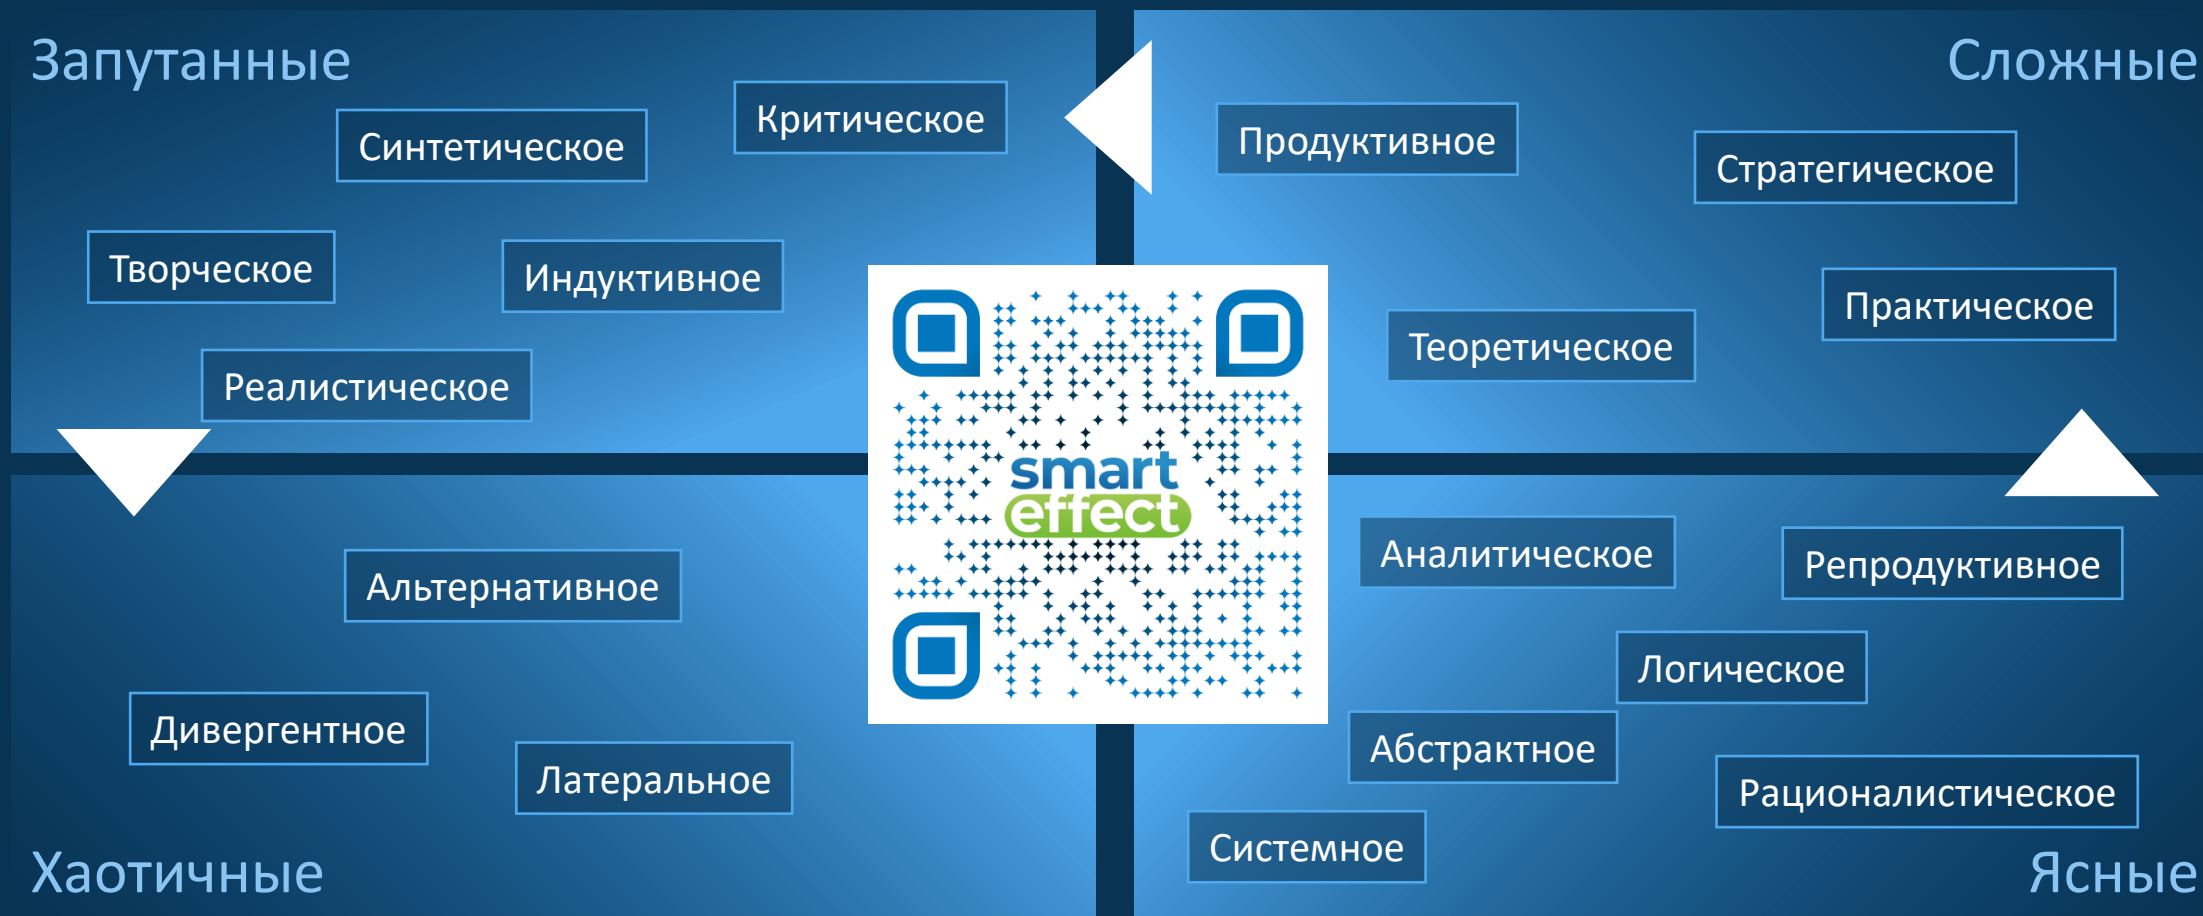 Запутанные
Критическое
Синтетическое
Творческое
Индуктивное
Реалистическое
Сложные
Продуктивное
Стратегическое
Практическое
Теоретическое
smart
effect
Альтернативное
Дивергентное
Латеральное
Хаотичные
Аналитическое
Репродуктивное
Логическое
Абстрактное
Рационалистическое
Системное
Ясные